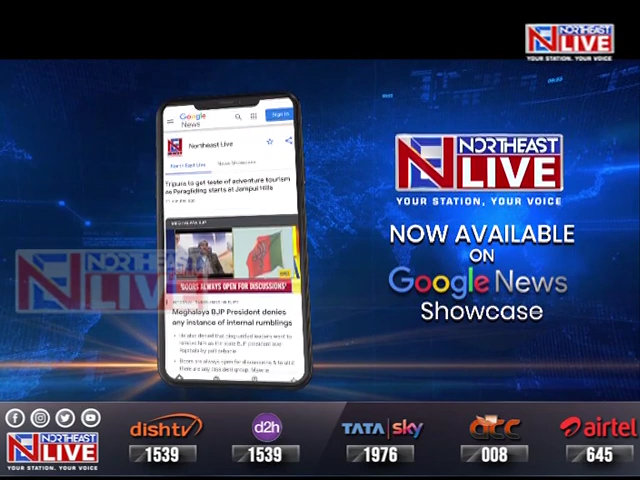 NORTHEAST
LIVE
YOUR STATION, YOUR VOICE
Google
News
Sign in
Northeast Live
Tripura to get taste of adventure tourism
as Paragliding starts at Jampui Hills
'DOORS ALWAYS OPEN FOR DISCUSSIONS'
Meghalaya BJP President denies
any instance of internal rumblings
NORTHEAST
LIVE
YOUR STATION, YOUR VOICE
NOW AVAILABLE
ON
Google News
Showcase
NORTHEAST
LIVE
NORTHEAST
LIVE
YOUR STATION, YOUR VOICE
dishtv
1539
d2h
1539
TATA sky
1976
acc
008
airtel
645